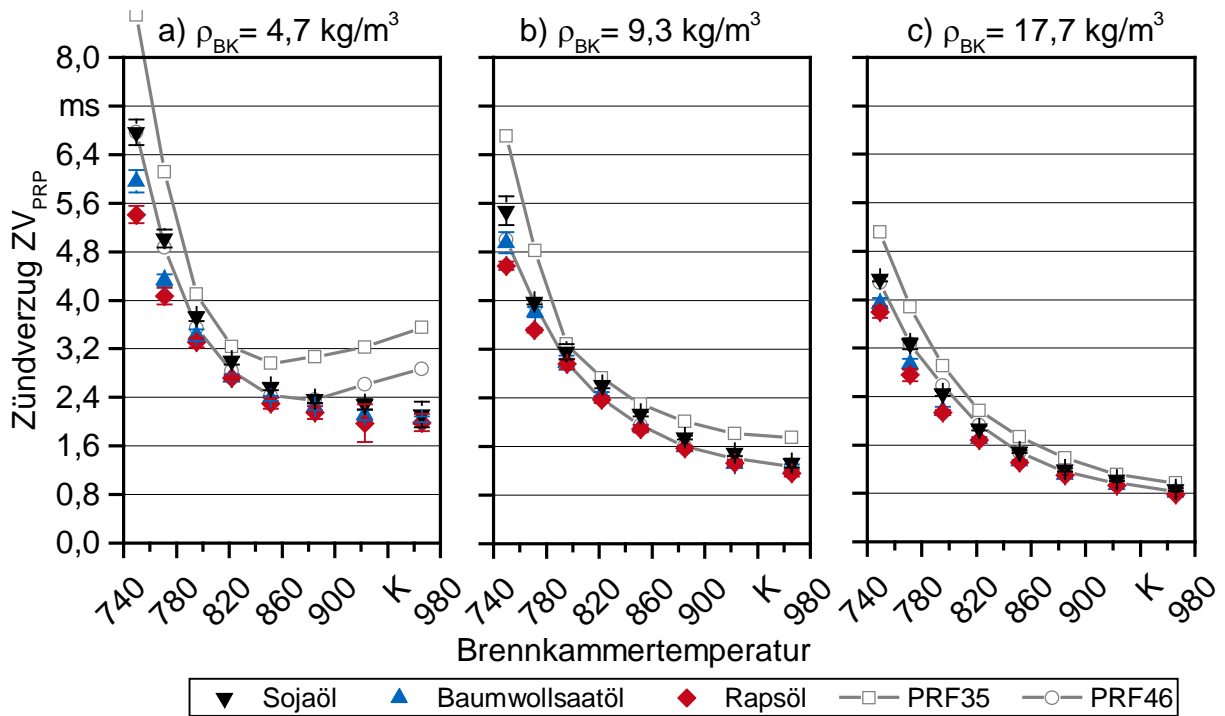 a) ρBK= 4,7 kg/m³
b) ρBK= 9,3 kg/m³
c) ρBK= 17,7 kg/m³
8,0
ms
6,4
5,6
4,8
4,0
3,2
2,4
1,6
0,8
0,0
Zündverzug ZVPRP
740 780 820 860 900 K 980
740 780 820 860 900 K 980
740 780 820 860 900 K 980
Brennkammertemperatur
Sojaöl Baumwollsaatöl Rapsöl PRF35 PRF46